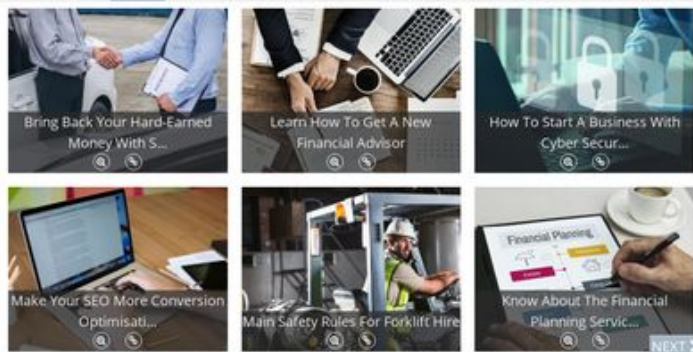 Bring Back Your Hard-Earned
Money With S...
Learn How To Get A New
Financial Advisor
How To Start A Business With
Cyber Secur...
Make Your SEO More Conversion
Optimisati...
Main Safety Rules For Forklift Hire
Financial Planning
Know About The Financial
Planning Servic...
NEXT